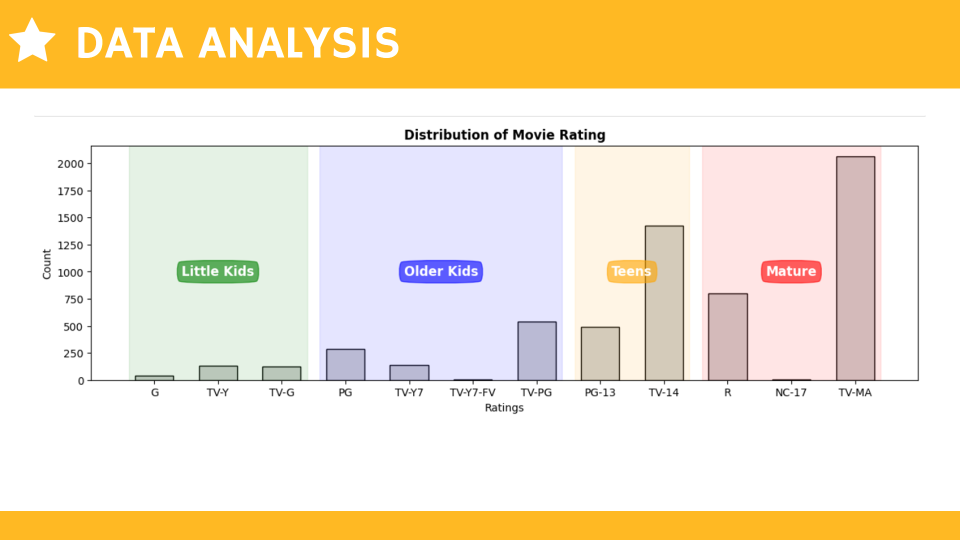 DATA ANALYSIS
Distribution of Movie Rating
Count
2000
1750
1500
1250
1000
750
500
250
0
Little Kids
Older Kids
Teens
Mature
G TV-Y TV-G PG TV-Y7 TV-Y7-FV TV-PG PG-13 TV-14 R NC-17 TV-MA
Ratings